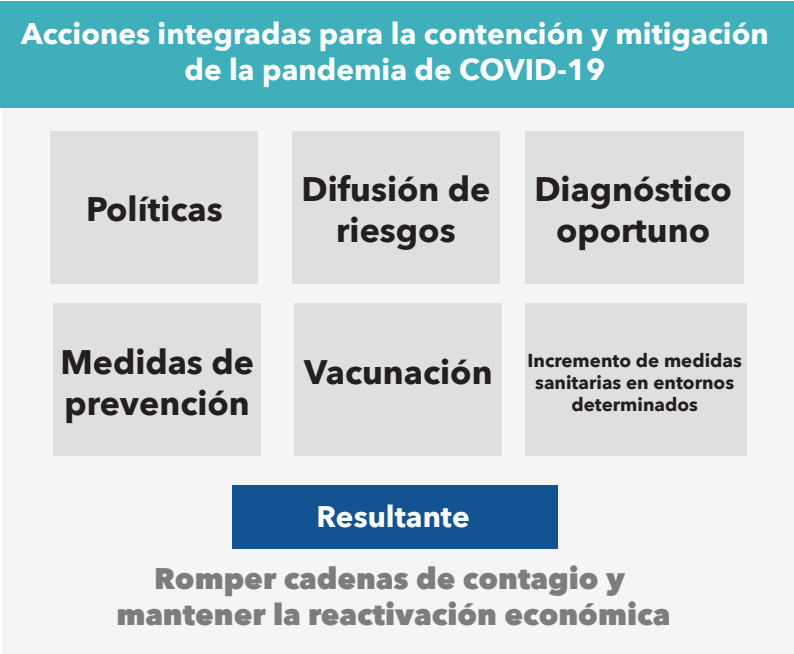 Acciones integradas para la contención y mitigación
de la pandemia de COVID-19
Políticas
Difusión de
riesgos
Diagnóstico
oportuno
Medidas de
prevención
Vacunación
Incremento de medidas
sanitarias en entornos
determinados
Resultante
Romper cadenas de contagio y
mantener la reactivación económica